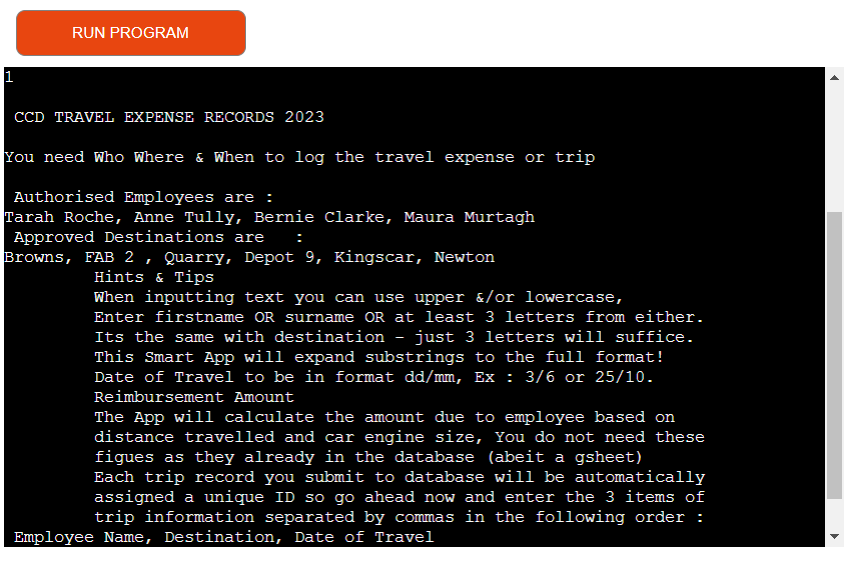 RUN PROGRAM
1
CCD TRAVEL EXPENSE RECORDS 2023
You need Who Where & When to log the travel expense or trip
Authorised Employees are :
Tarah Roche, Anne Tully, Bernie Clarke, Maura Murtagh
Approved Destinations are   :
Browns, FAB 2 , Quarry, Depot 9, Kingscar, Newton
Hints & Tips
When inputting text you can use upper &/or lowercase,
Enter firstname OR surname OR at least 3 letters from either.
Its the same with destination - just 3 letters will suffice.
This Smart App will expand substrings to the full format!
Date of Travel to be in format dd/mm, Ex : 3/6 or 25/10.
Reimbursement Amount
The App will calculate the amount due to employee based on
distance travelled and car engine size, You do not need these
figues as they already in the database (abeit a gsheet)
Each trip record you submit to database will be automatically
assigned a unique ID so go ahead now and enter the 3 items of
trip information separated by commas in the following order :
Employee Name, Destination, Date of Travel